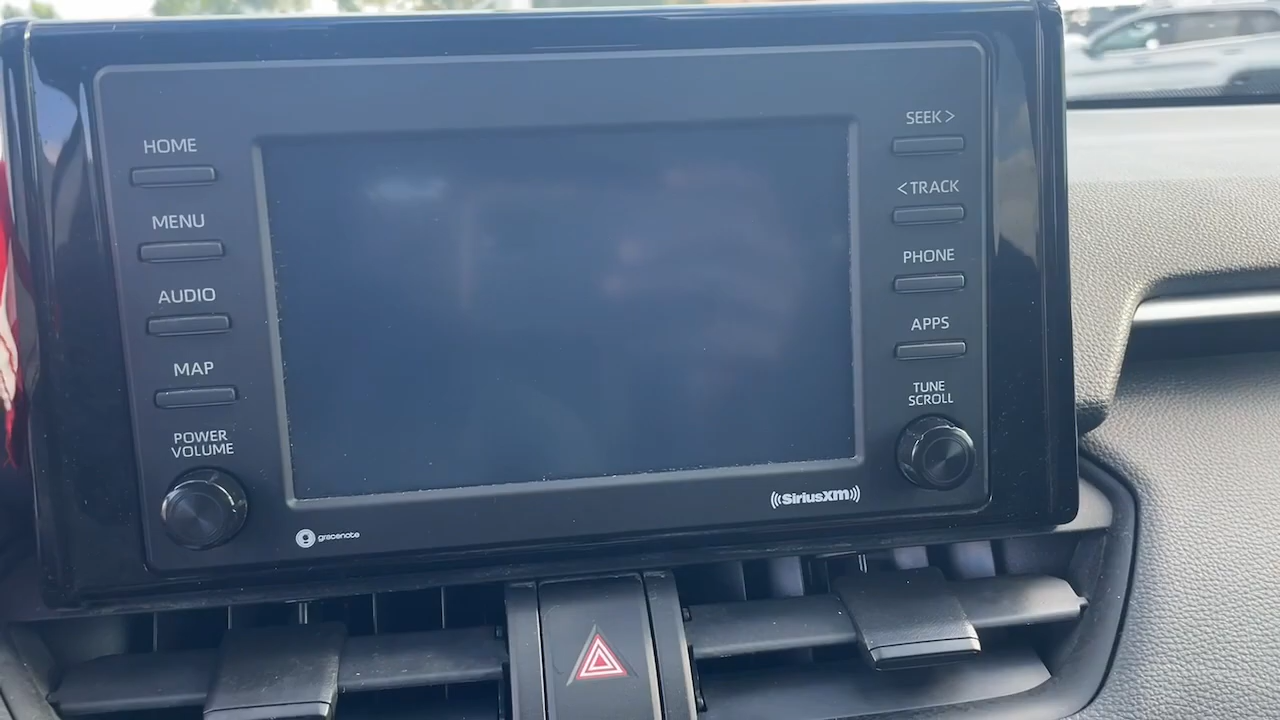 HOME
MENU
AUDIO
MAP
POWER
VOLUME
gracenote
SEEK>
<TRACK
PHONE
APPS
TUNE
SCROLL
((SiriusXM))